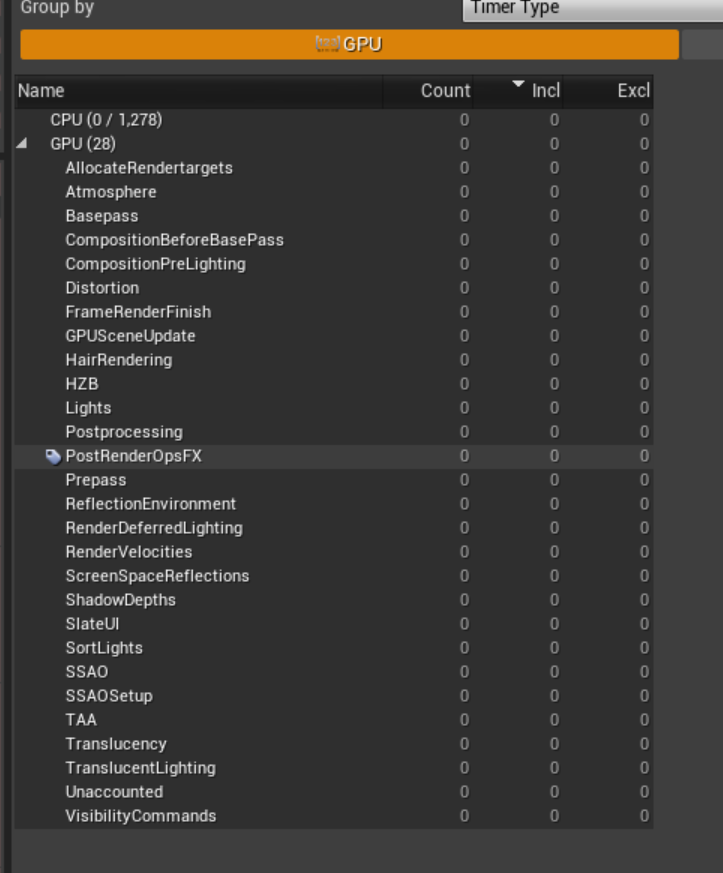 Group by Timer Type
GPU
Name Count Incl Excl
CPU (0 / 1,278) 0 0 0
GPU (28) 0 0 0
AllocateRendertargets 0 0 0
Atmosphere 0 0 0
Basepass 0 0 0
CompositionBeforeBasePass 0 0 0
CompositionPreLighting 0 0 0
Distortion 0 0 0
FrameRenderFinish 0 0 0
GPUSceneUpdate 0 0 0
HairRendering 0 0 0
HZB 0 0 0
Lights 0 0 0
Postprocessing 0 0 0
PostRenderOpsFX 0 0 0
Prepass 0 0 0
ReflectionEnvironment 0 0 0
RenderDeferredLighting 0 0 0
RenderVelocities 0 0 0
ScreenSpaceReflections 0 0 0
ShadowDepths 0 0 0
SlateUI 0 0 0
SortLights 0 0 0
SSAO 0 0 0
SSAOSetup 0 0 0
TAA 0 0 0
Translucency 0 0 0
TranslucentLighting 0 0 0
Unaccounted 0 0 0
VisibilityCommands 0 0 0